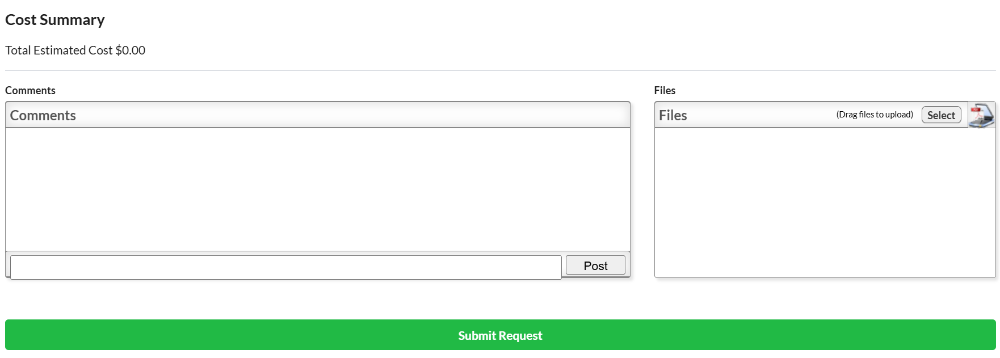 Cost Summary
Total Estimated Cost $0.00
Comments
Comments
Post
Files
Files (Drag files to upload) Select
Submit Request